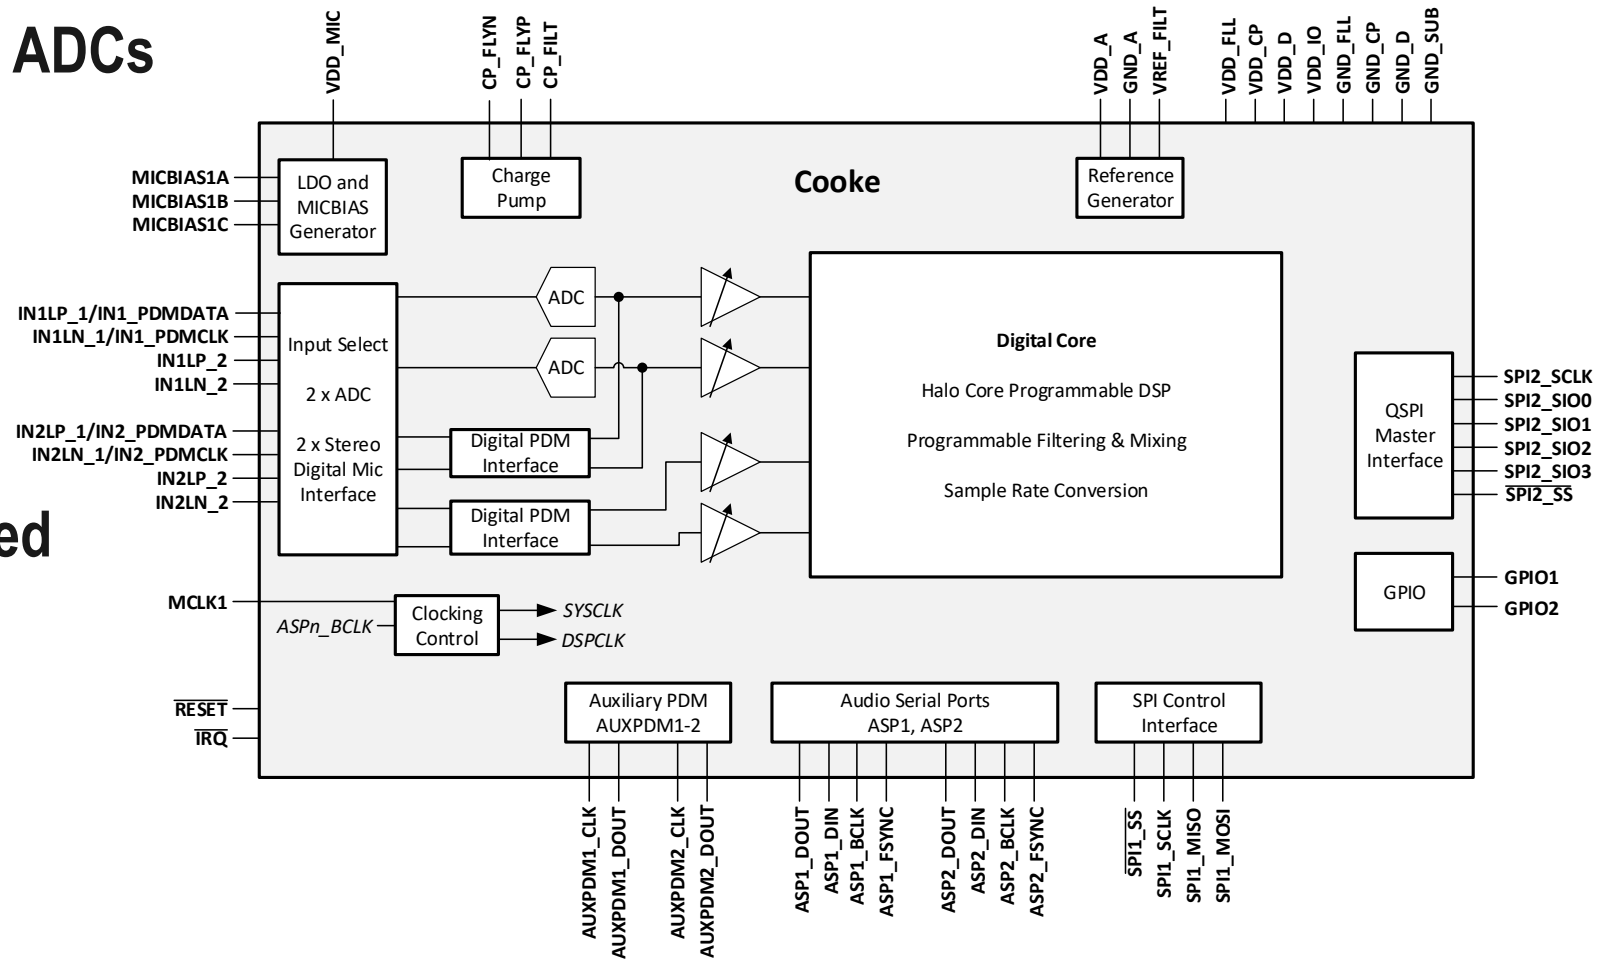 ADCs
ed
VDD_MIC
CP_FLYN
CP_FLYP
CP_FILT
VDD_A
GND_A
VREF_FILT
VDD_FLL
VDD_CP
VDD_D
VDD_IO
GND_FLL
GND_CP
GND_D
GND_SUB
Cooke
MICBIAS1A
MICBIAS1B
MICBIAS1C
LDO and
MICBIAS
Generator
Charge
Pump
Reference
Generator
IN1LP_1/IN1_PDMDATA
IN1LN_1/IN1_PDMCLK
IN1LP_2
IN1LN_2
IN2LP_1/IN2_PDMDATA
IN2LN_1/IN2_PDMCLK
IN2LP_2
IN2LN_2
Input Select
2 x ADC
2 x Stereo
Digital Mic
Interface
ADC
ADC
Digital PDM
Interface
Digital PDM
Interface
Digital Core
Halo Core Programmable DSP
Programmable Filtering & Mixing
Sample Rate Conversion
QSPI
Master
Interface
SPI2_SCLK
SPI2_SIO0
SPI2_SIO1
SPI2_SIO2
SPI2_SIO3
SPI2_SS
GPIO
GPIO1
GPIO2
MCLK1
ASPn_BCLK
Clocking
Control
SYSCLK
DSPCLK
RESET
IRQ
Auxiliary PDM
AUXPDM1-2
Audio Serial Ports
ASP1, ASP2
SPI Control
Interface
AUXPDM1_CLK
AUXPDM1_DOUT
AUXPDM2_CLK
AUXPDM2_DOUT
ASP1_DOUT
ASP1_DIN
ASP1_BCLK
ASP1_FSYNC
ASP2_DOUT
ASP2_DIN
ASP2_BCLK
ASP2_FSYNC
SPI1_SS
SPI1_SCLK
SPI1_MISO
SPI1_MOSI